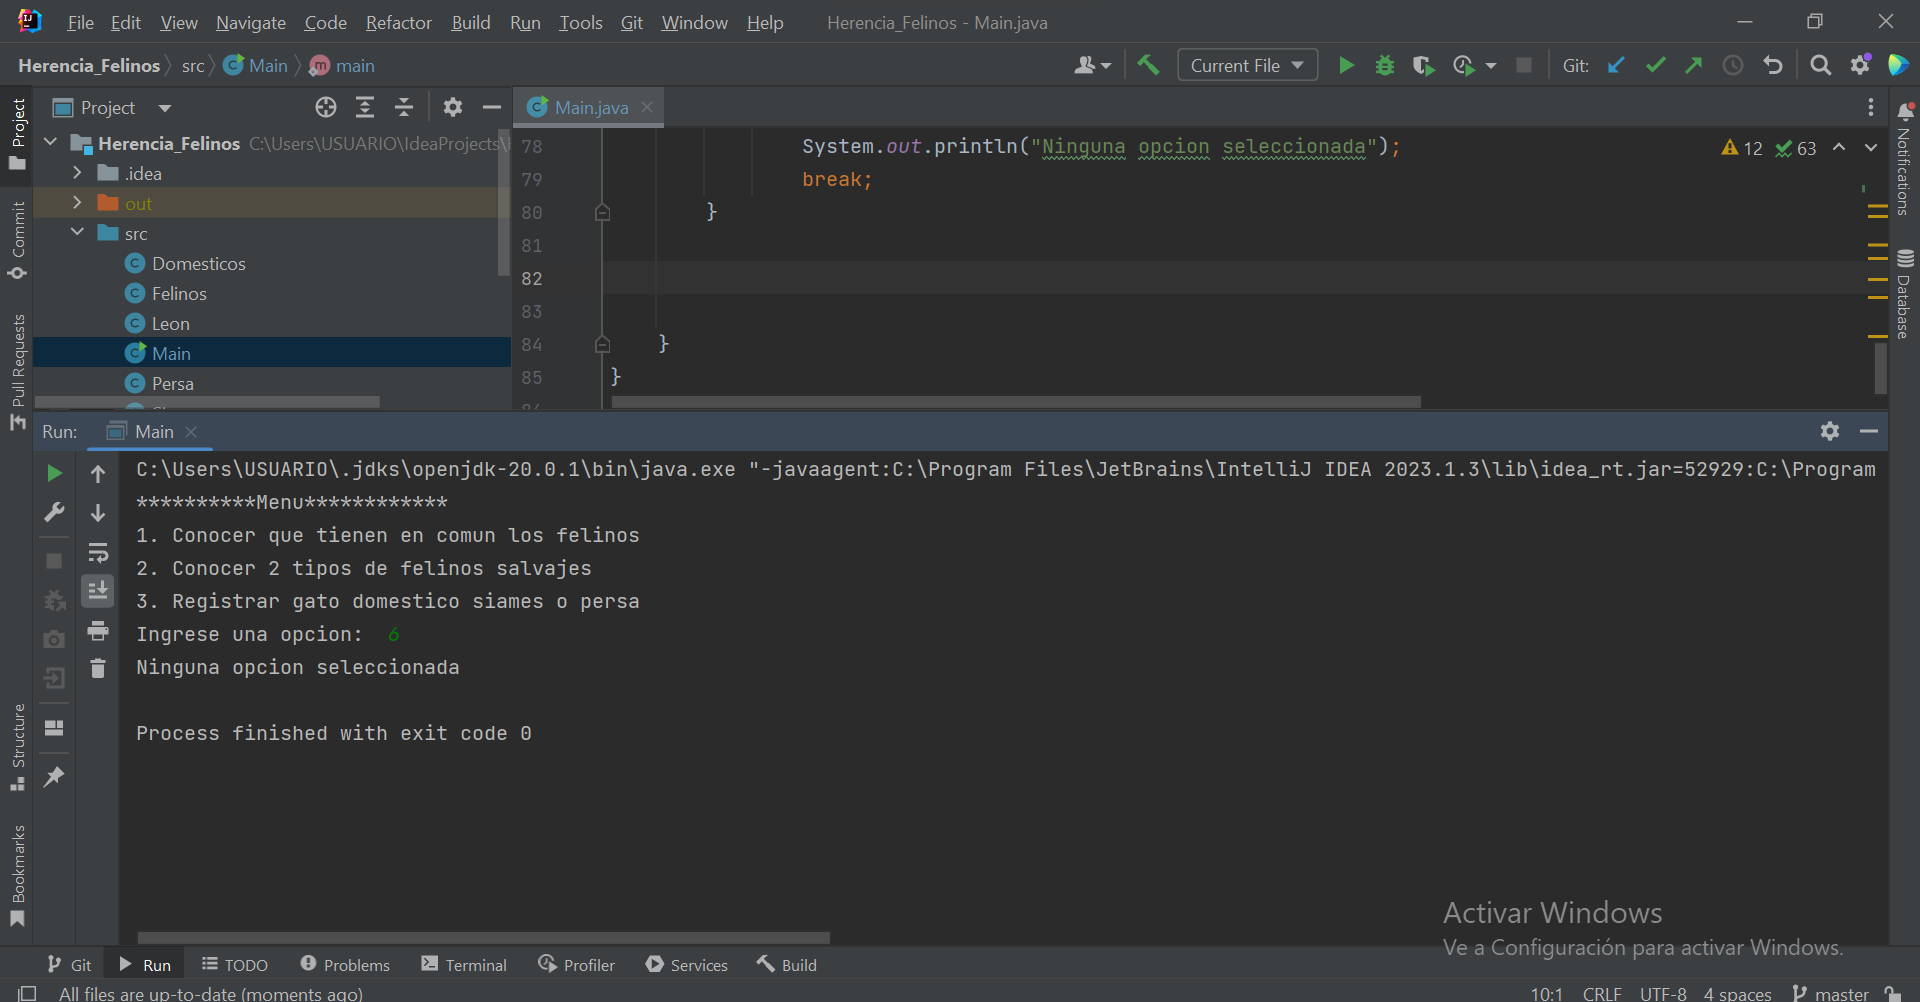 File Edit View Navigate Code Refactor Build Run Tools Git Window Help Herencia_Felinos - Main.java
Herencia_Felinos src Main main Current File Git:
Project
Main.java
Herencia_Felinos C:\Users\USUARIO\IdeaProjects\
.idea
out
src
Domesticos
Felinos
Leon
Main
Persa
78 System.out.println("Ninguna opcion seleccionada");
79 break;
80 }
81
82
83
84 }
85 }
12 63
Project
Commit
Pull Requests
Structure
Bookmarks
Notifications
Database
Run: Main
C:\Users\USUARIO\.jdks\openjdk-20.0.1\bin\java.exe "-javaagent:C:\Program Files\JetBrains\IntelliJ IDEA 2023.1.3\lib\idea_rt.jar=52929:C:\Program
**********Menu************
1. Conocer que tienen en comun los felinos
2. Conocer 2 tipos de felinos salvajes
3. Registrar gato domestico siames o persa
Ingrese una opcion: 6
Ninguna opcion seleccionada
Process finished with exit code 0
Activar Windows
Ve a Configuración para activar Windows.
Git Run TODO Problems Terminal Profiler Services Build
All files are up-to-date (moments ago) 10:1 CRLF UTF-8 4 spaces master